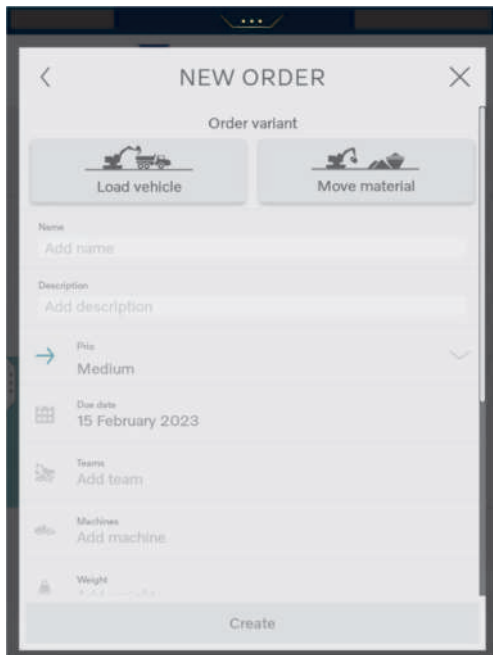 NEW ORDER
Order variant
Load vehicle
Move material
Name
Add name
Description
Add description
Prio
Medium
Due date
15 February 2023
Teams
Add team
Machines
Add machine
Weight
Create